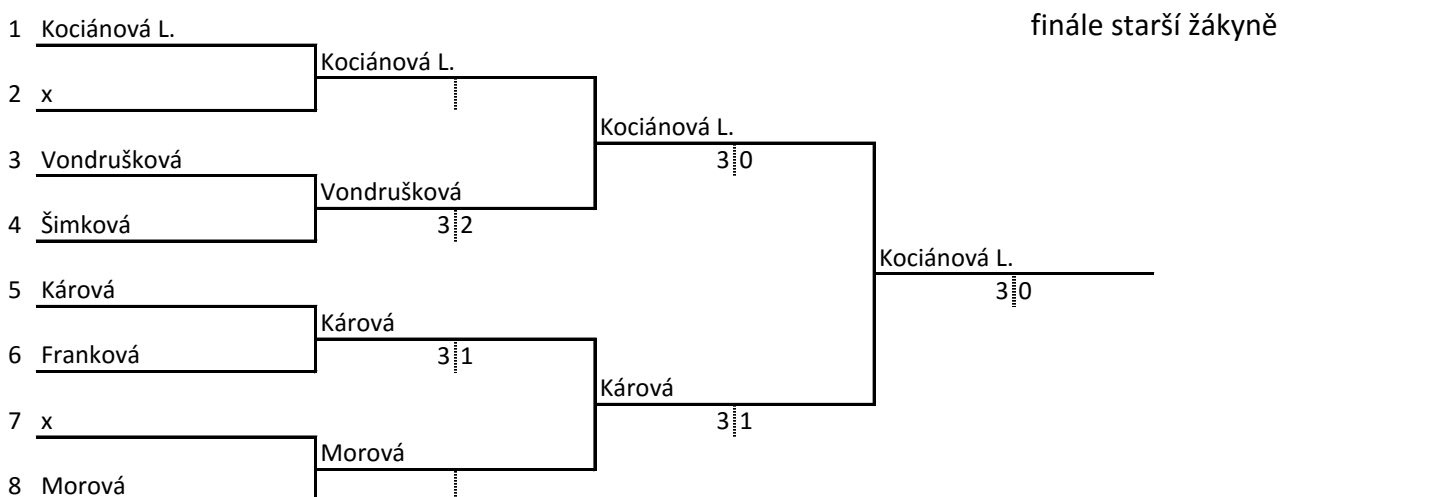 finále starší žákyně
1 Kociánová L.
Kociánová L.
2 x
Kociánová L.
3 Vondrušková
3 0
Vondrušková
4 Šimková
3 2
Kociánová L.
5 Kárová
3 0
Kárová
6 Franková
3 1
Kárová
7 x
3 1
Morová
8 Morová